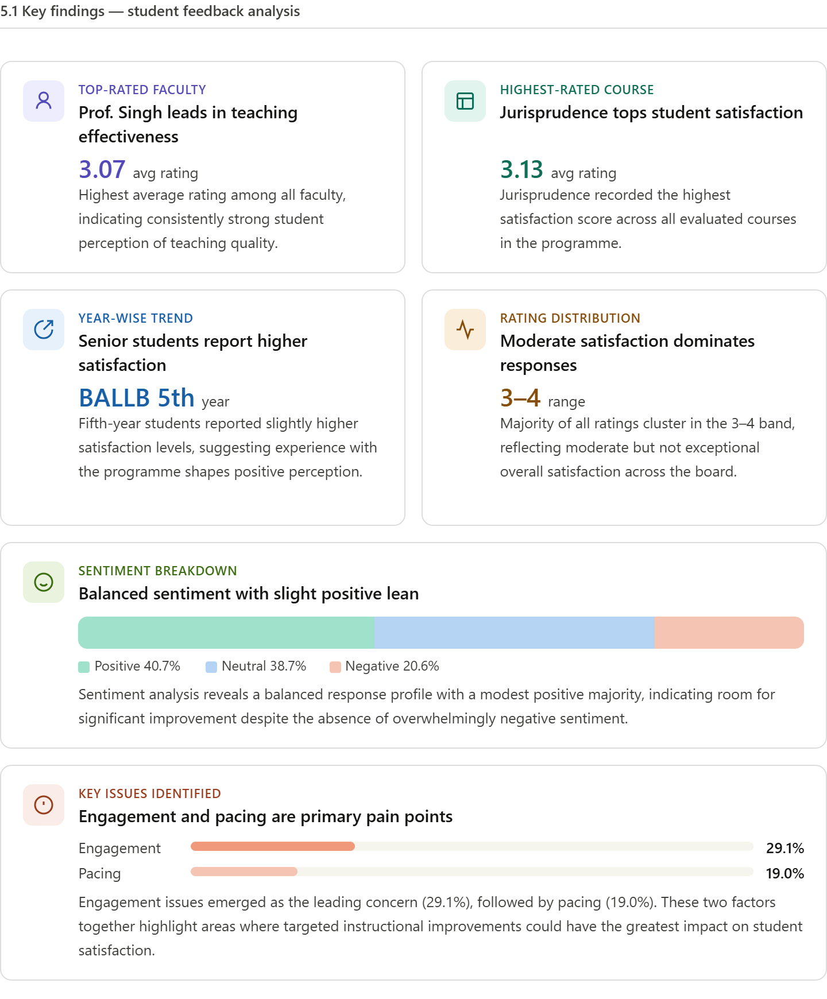 5.1 Key findings — student feedback analysis
TOP-RATED FACULTY
Prof. Singh leads in teaching
effectiveness
3.07 avg rating
Highest average rating among all faculty,
indicating consistently strong student
perception of teaching quality.
HIGHEST-RATED COURSE
Jurisprudence tops student satisfaction
3.13 avg rating
Jurisprudence recorded the highest
satisfaction score across all evaluated courses
in the programme.
YEAR-WISE TREND
Senior students report higher
satisfaction
BALLB 5th year
Fifth-year students reported slightly higher
satisfaction levels, suggesting experience with
the programme shapes positive perception.
RATING DISTRIBUTION
Moderate satisfaction dominates
responses
3–4 range
Majority of all ratings cluster in the 3–4 band,
reflecting moderate but not exceptional
overall satisfaction across the board.
SENTIMENT BREAKDOWN
Balanced sentiment with slight positive lean
Positive 40.7% Neutral 38.7% Negative 20.6%
Sentiment analysis reveals a balanced response profile with a modest positive majority, indicating room for
significant improvement despite the absence of overwhelmingly negative sentiment.
KEY ISSUES IDENTIFIED
Engagement and pacing are primary pain points
Engagement 29.1%
Pacing 19.0%
Engagement issues emerged as the leading concern (29.1%), followed by pacing (19.0%). These two factors
together highlight areas where targeted instructional improvements could have the greatest impact on student
satisfaction.